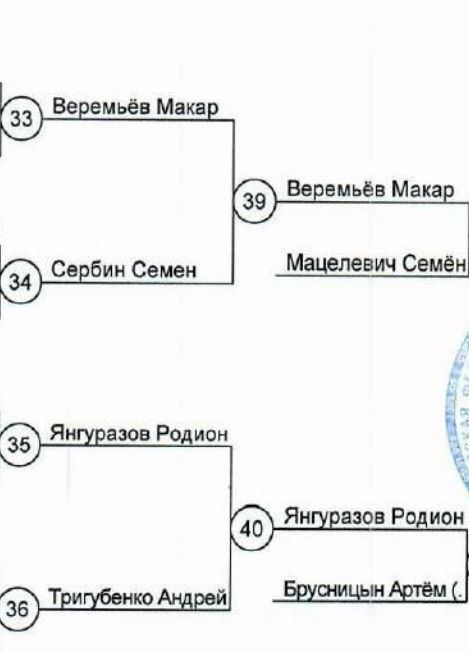 33 Веремьёв Макар
39 Веремьёв Макар
34 Сербин Семен
Мацелевич Семён
35 Янгуразов Родион
40 Янгуразов Родион
36 Тригубенко Андрей
Брусницын Артём (.